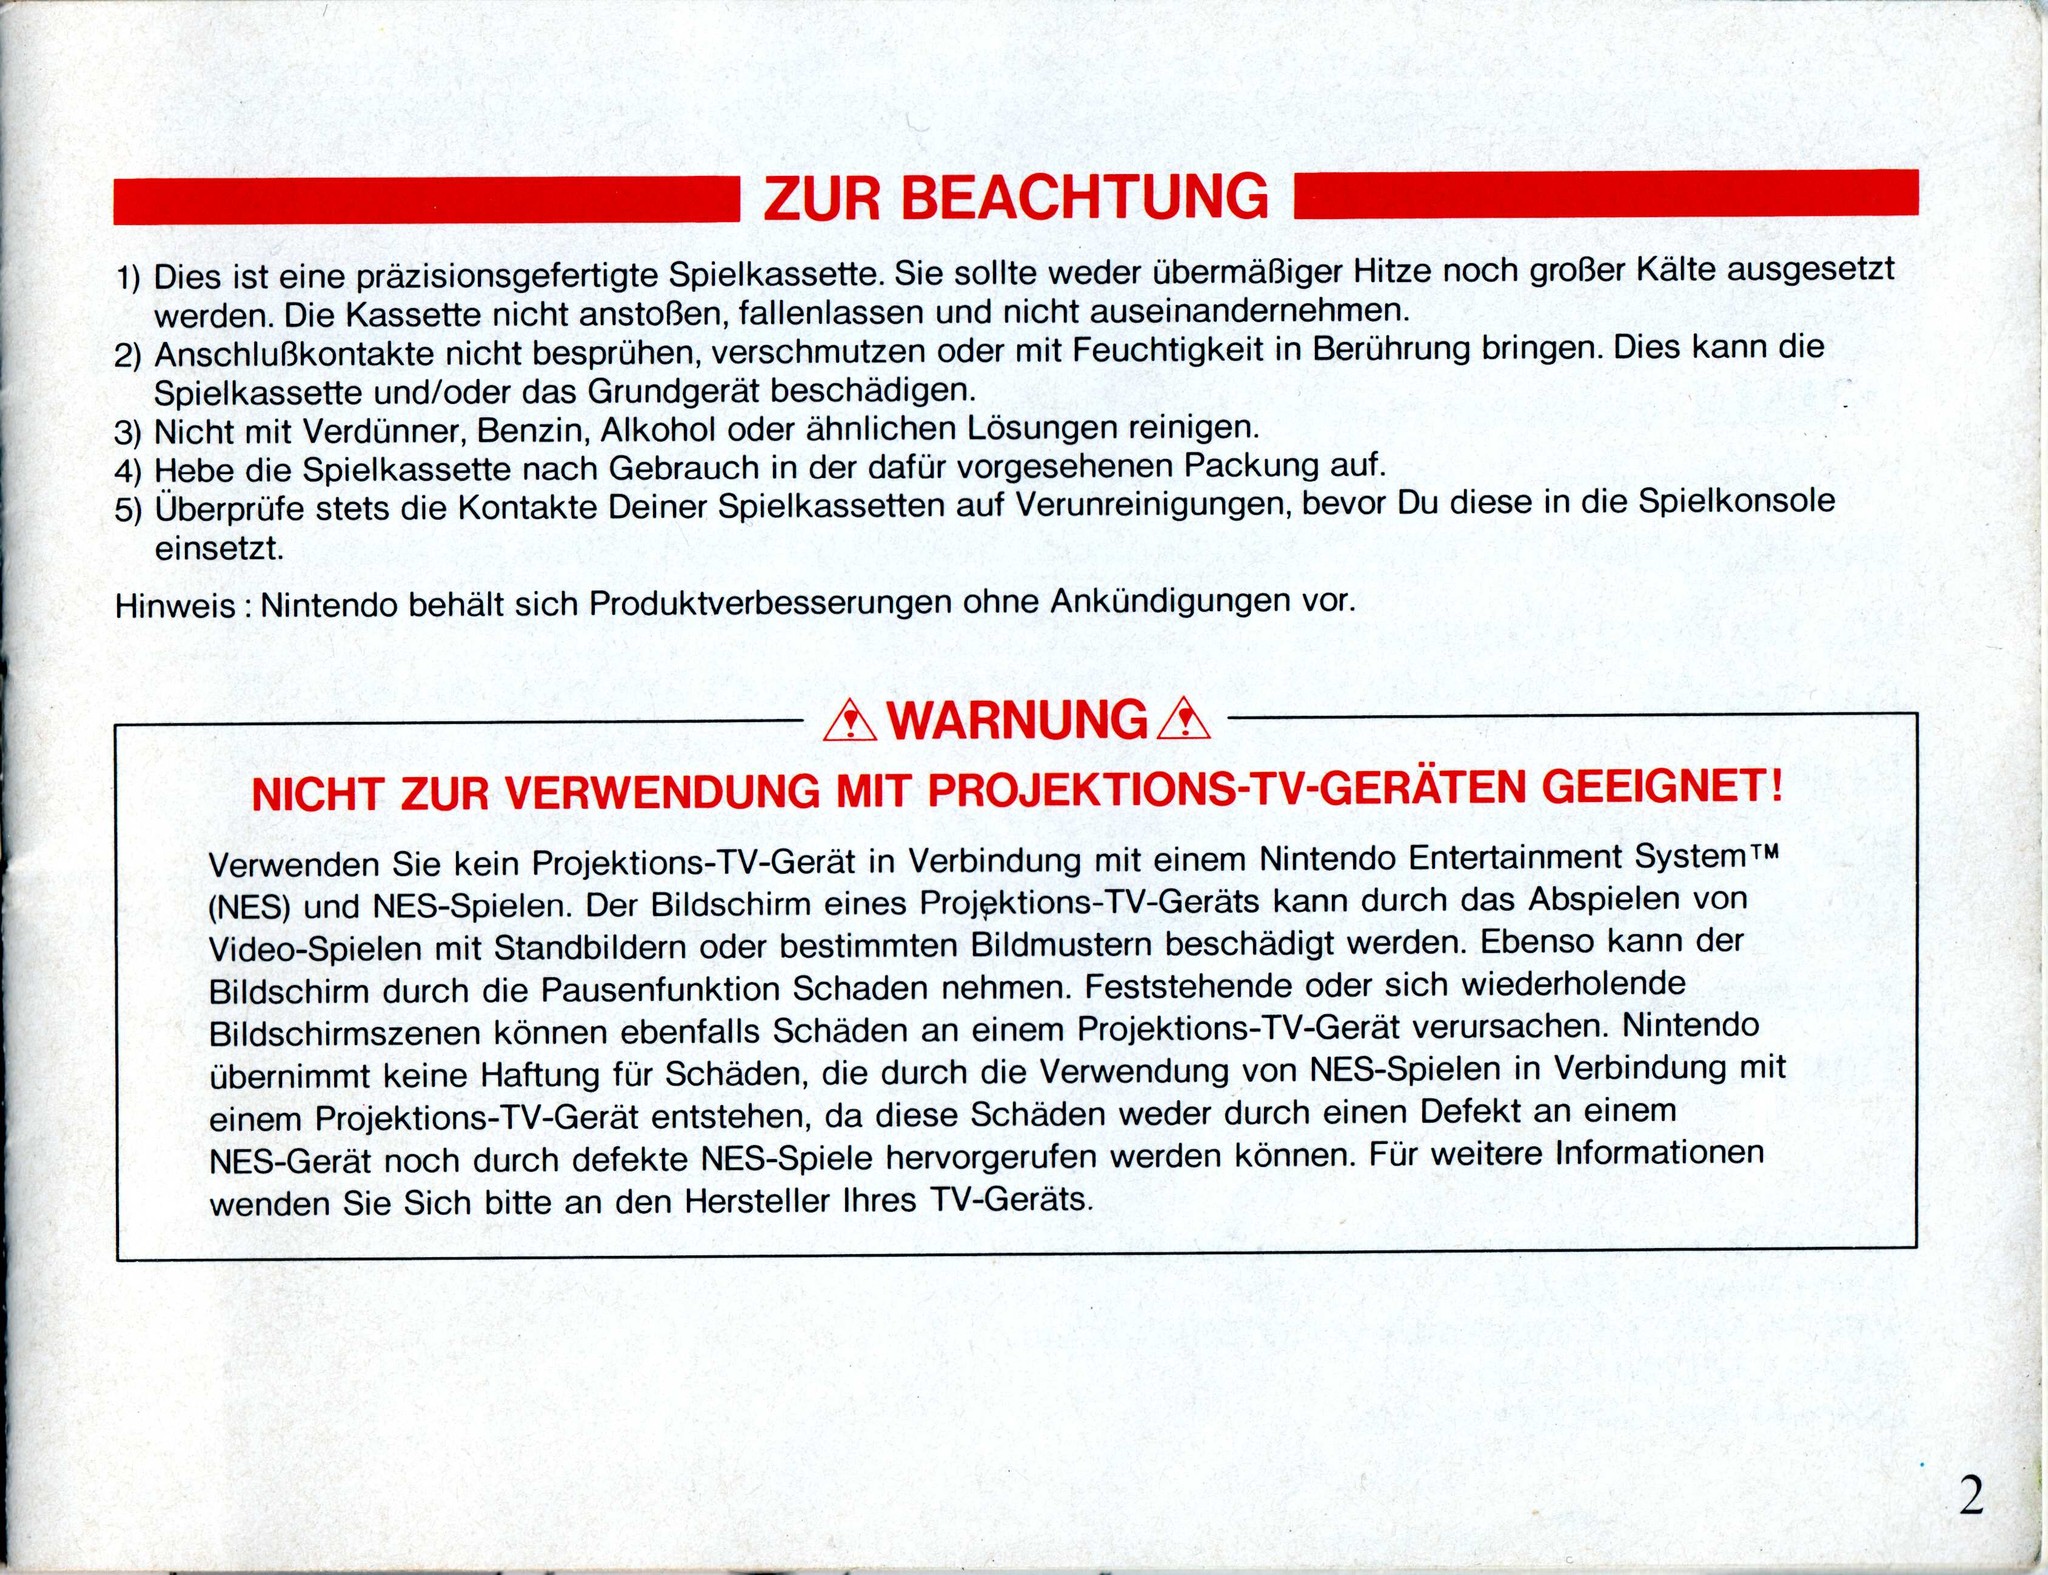 ZUR BEACHTUNG
1) Dies ist eine präzisionsgefertigte Spielkassette. Sie sollte weder übermäßiger Hitze noch großer Kälte ausgesetzt
werden. Die Kassette nicht anstoßen, fallenlassen und nicht auseinandernehmen.
2) Anschlußkontakte nicht besprühen, verschmutzen oder mit Feuchtigkeit in Berührung bringen. Dies kann die
Spielkassette und/oder das Grundgerät beschädigen.
3) Nicht mit Verdünner, Benzin, Alkohol oder ähnlichen Lösungen reinigen.
4) Hebe die Spielkassette nach Gebrauch in der dafür vorgesehenen Packung auf.
5) Überprüfe stets die Kontakte Deiner Spielkassetten auf Verunreinigungen, bevor Du diese in die Spielkonsole
einsetzt.
Hinweis : Nintendo behält sich Produktverbesserungen ohne Ankündigungen vor.
WARNUNG
NICHT ZUR VERWENDUNG MIT PROJEKTIONS-TV-GERÄTEN GEEIGNET!
Verwenden Sie kein Projektions-TV-Gerät in Verbindung mit einem Nintendo Entertainment System™
(NES) und NES-Spielen. Der Bildschirm eines Projektions-TV-Geräts kann durch das Abspielen von
Video-Spielen mit Standbildern oder bestimmten Bildmustern beschädigt werden. Ebenso kann der
Bildschirm durch die Pausenfunktion Schaden nehmen. Feststehende oder sich wiederholende
Bildschirmszenen können ebenfalls Schäden an einem Projektions-TV-Gerät verursachen. Nintendo
übernimmt keine Haftung für Schäden, die durch die Verwendung von NES-Spielen in Verbindung mit
einem Projektions-TV-Gerät entstehen, da diese Schäden weder durch einen Defekt an einem
NES-Gerät noch durch defekte NES-Spiele hervorgerufen werden können. Für weitere Informationen
wenden Sie Sich bitte an den Hersteller Ihres TV-Geräts.
2